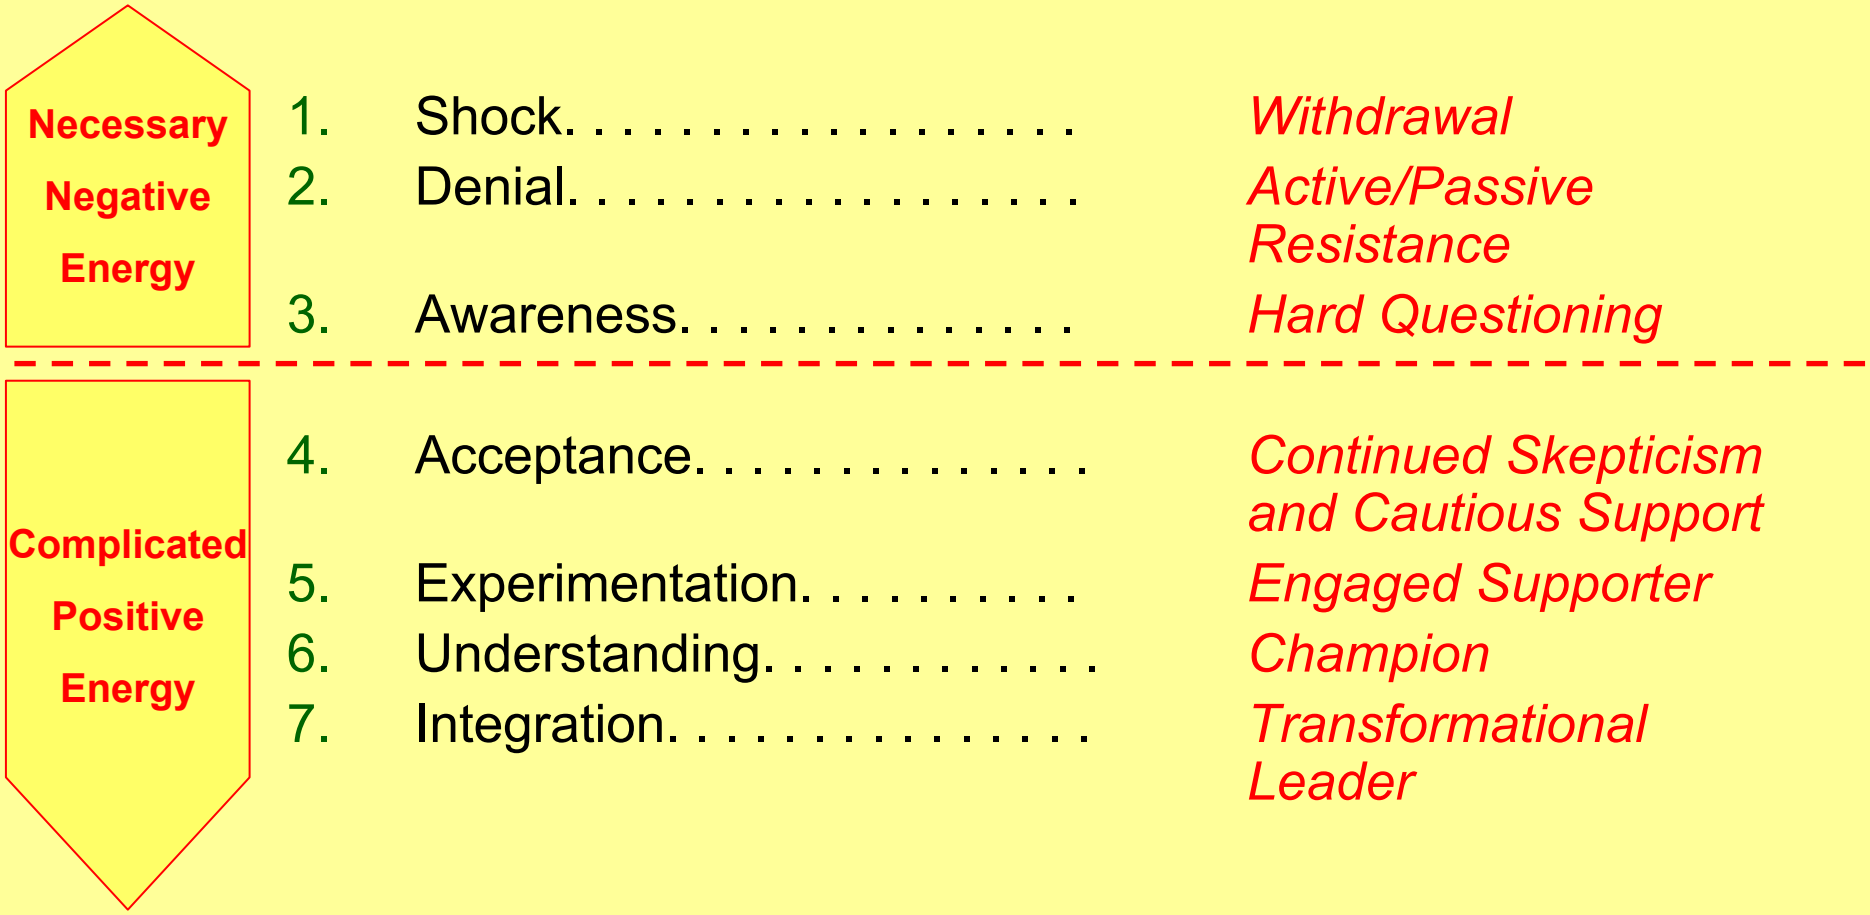 Necessary
Negative
Energy
1. Shock. . . . . . . . . . . . . . . . . . Withdrawal
2. Denial. . . . . . . . . . . . . . . . . . Active/Passive
Resistance
3. Awareness. . . . . . . . . . . . . . Hard Questioning
Complicated
Positive
Energy
4. Acceptance. . . . . . . . . . . . . . Continued Skepticism
and Cautious Support
5. Experimentation. . . . . . . . . . Engaged Supporter
6. Understanding. . . . . . . . . . . . Champion
7. Integration. . . . . . . . . . . . . . . Transformational
Leader